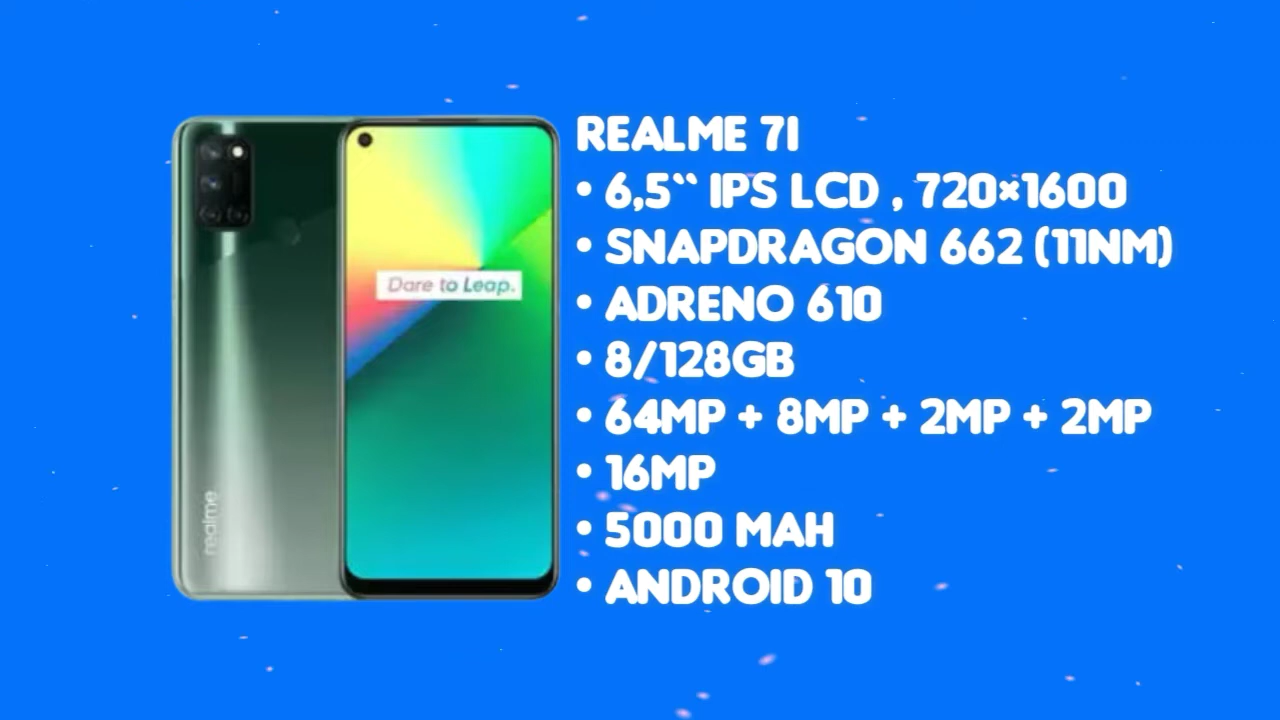 REALME 7I
• 6,5`` IPS LCD , 720×1600
• SNAPDRAGON 662 (11NM)
• ADRENO 610
• 8/128GB
• 64MP + 8MP + 2MP + 2MP
• 16MP
• 5000 MAH
• ANDROID 10
Dare to Leap.
realme